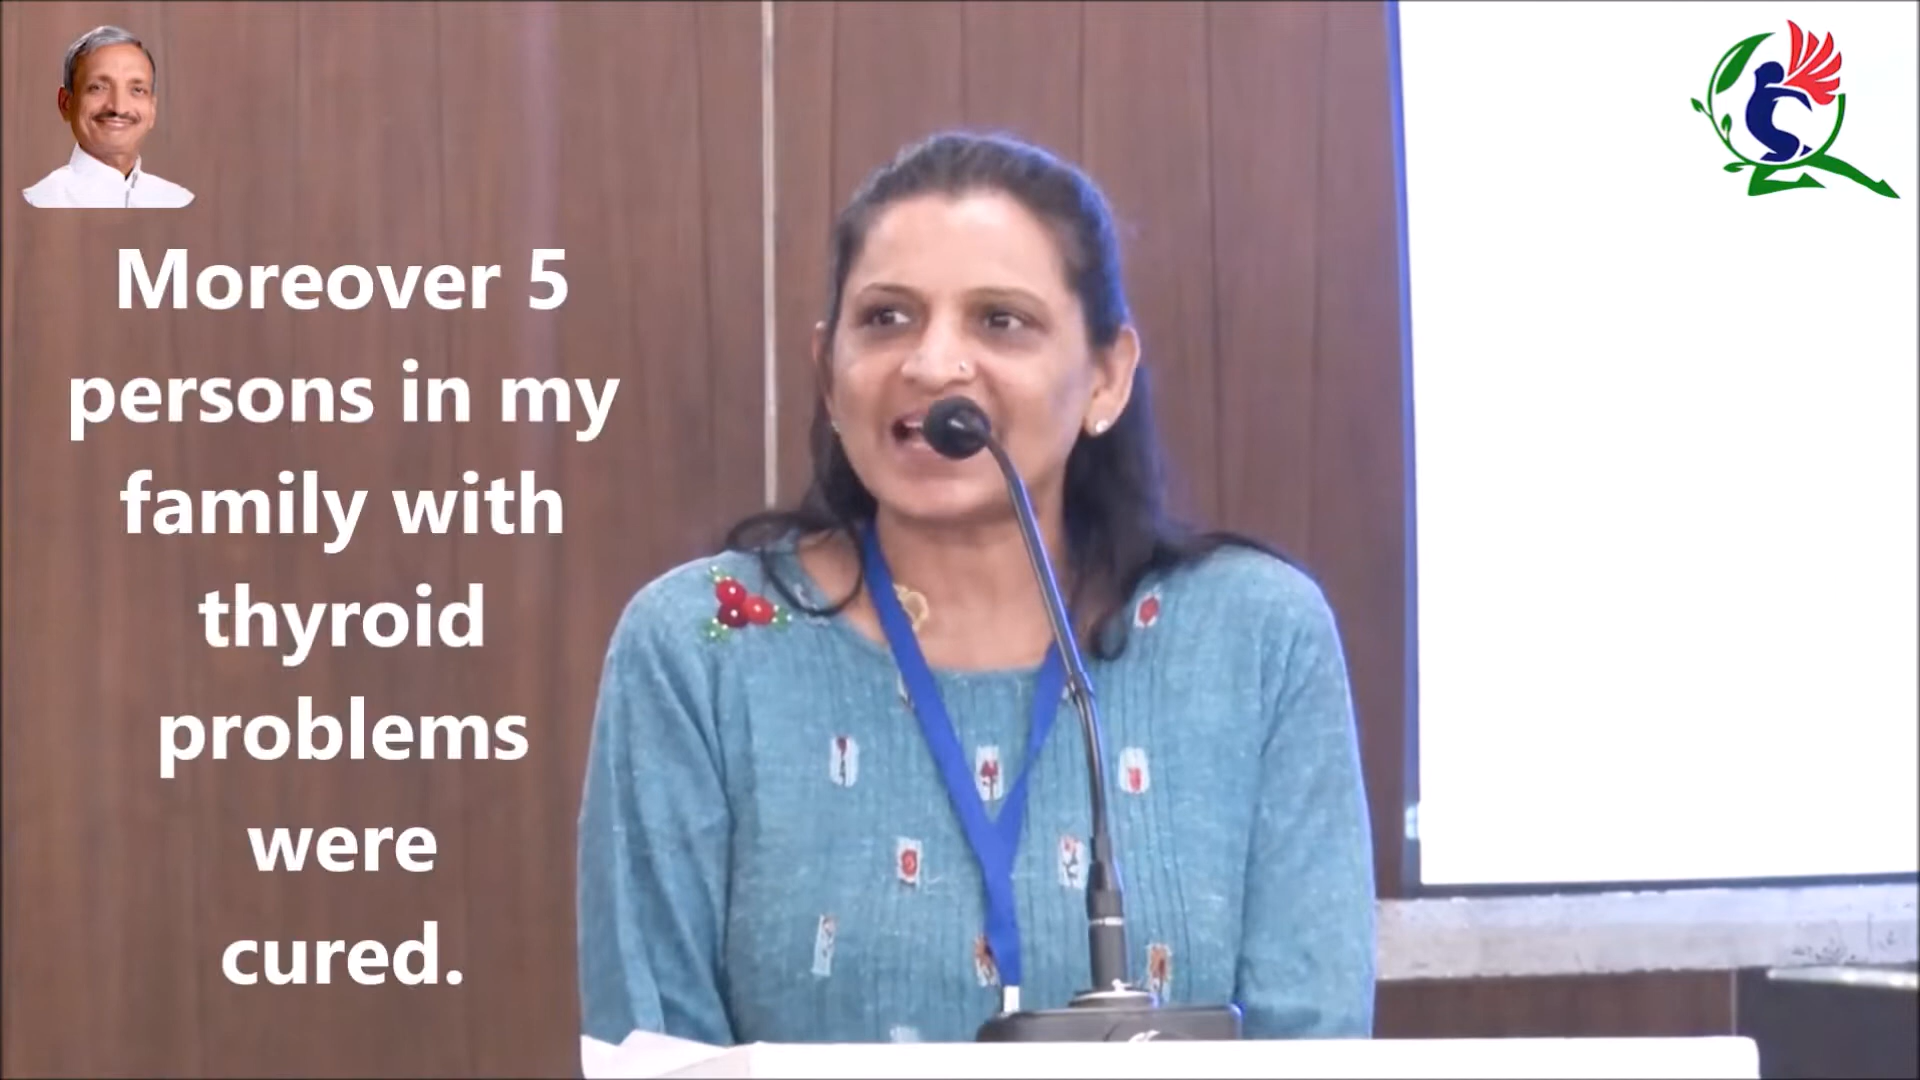 Moreover 5
persons in my
family with
thyroid
problems
were
cured.